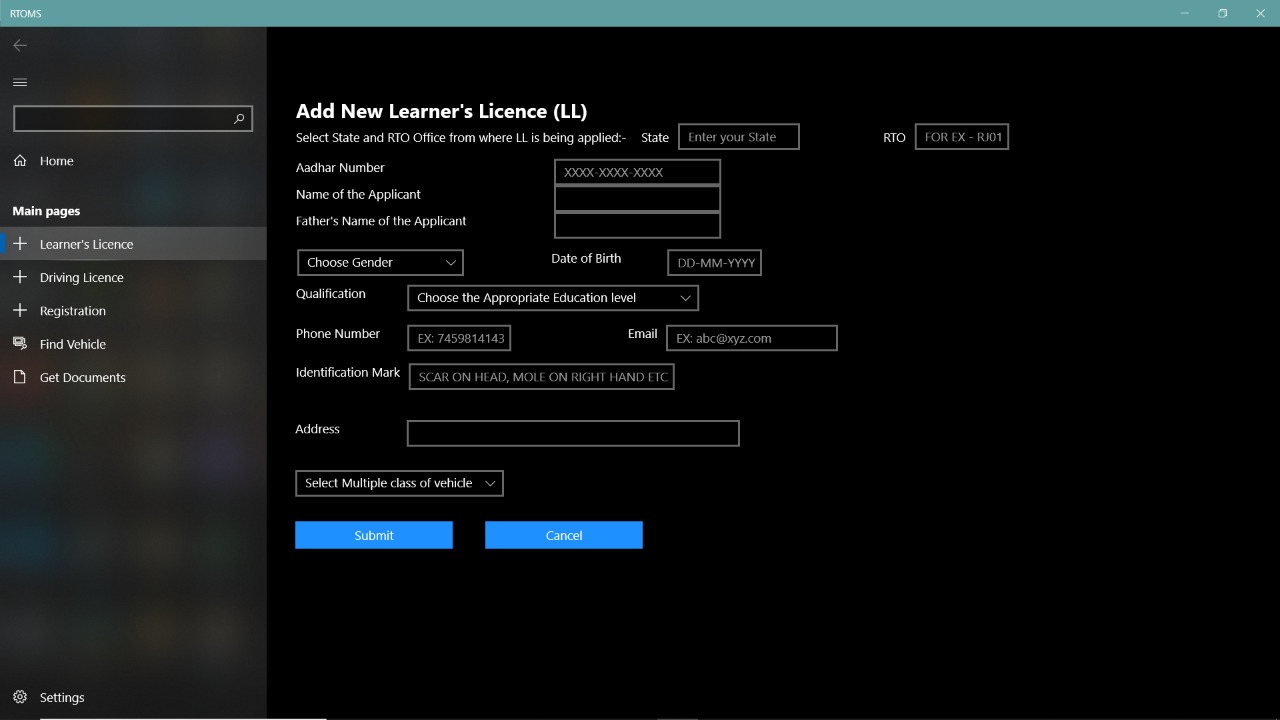 RTOMS
Home
Main pages
Learner's Licence
Driving Licence
Registration
Find Vehicle
Get Documents
Settings
Add New Learner's Licence (LL)
Select State and RTO Office from where LL is being applied:- State Enter your State RTO FOR EX - RJ01
Aadhar Number XXXX-XXXX-XXXX
Name of the Applicant
Father's Name of the Applicant
Choose Gender Date of Birth DD-MM-YYYY
Qualification Choose the Appropriate Education level
Phone Number EX: 7459814143 Email EX: abc@xyz.com
Identification Mark SCAR ON HEAD, MOLE ON RIGHT HAND ETC
Address
Select Multiple class of vehicle
Submit Cancel